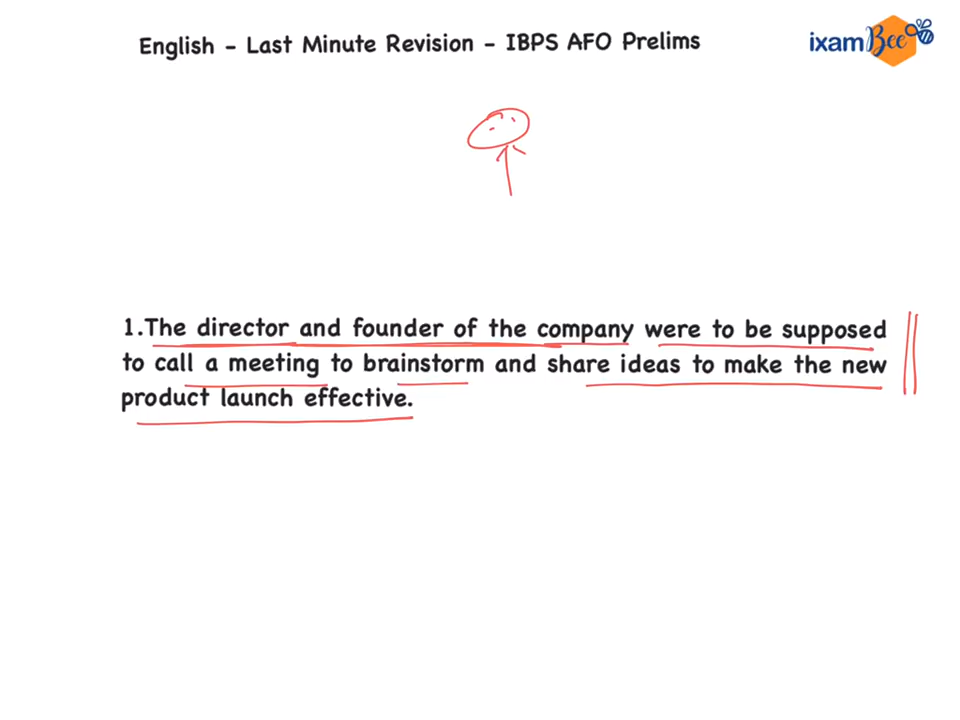 English - Last Minute Revision - IBPS AFO Prelims
ixamBee
1.The director and founder of the company were to be supposed
to call a meeting to brainstorm and share ideas to make the new
product launch effective.